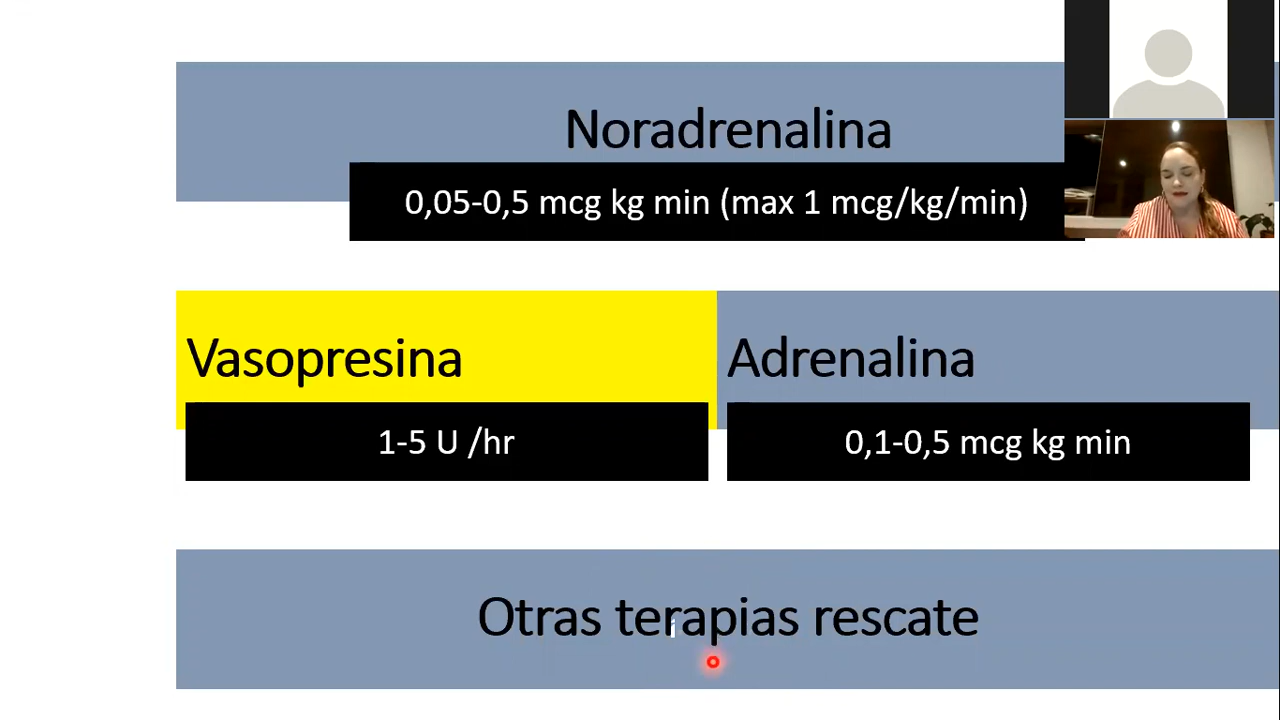 Noradrenalina
0,05-0,5 mcg kg min (max 1 mcg/kg/min)
Vasopresina
Adrenalina
1-5 U /hr
0,1-0,5 mcg kg min
Otras terapias rescate